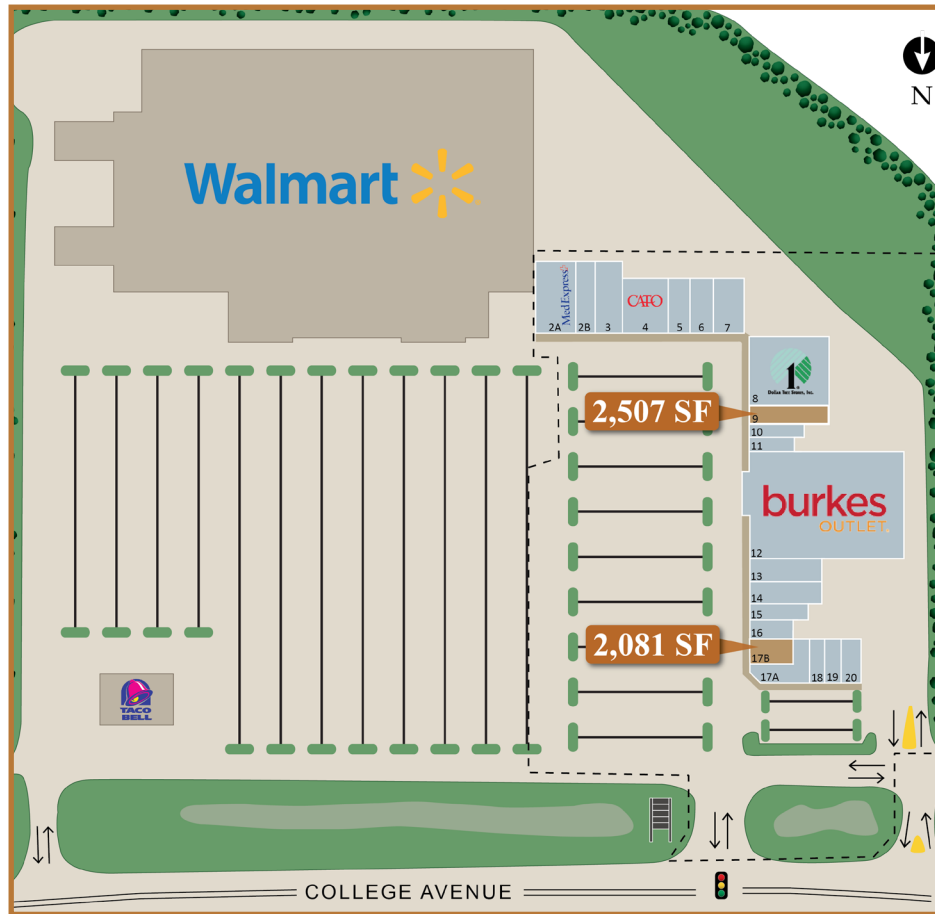 N
Walmart
MedExpress
CATO
2A
2B
3
4
5
6
7
1
Dollar Tree Stores, Inc.
8
2,507 SF
9
10
11
burkes
OUTLET
12
13
14
15
16
2,081 SF
17B
17A
18
19
20
TACO
BELL
COLLEGE AVENUE